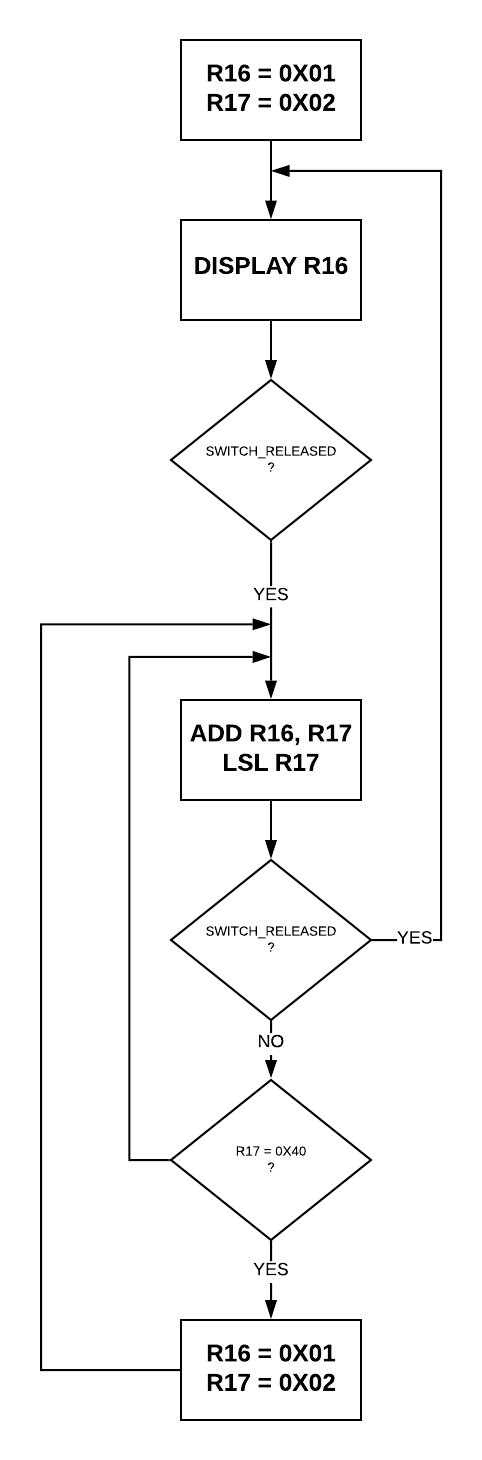 R16 = 0X01
R17 = 0X02
DISPLAY R16
SWITCH_RELEASED
?
YES
ADD R16, R17
LSL R17
SWITCH_RELEASED
?
YES
NO
R17 = 0X40
?
YES
R16 = 0X01
R17 = 0X02